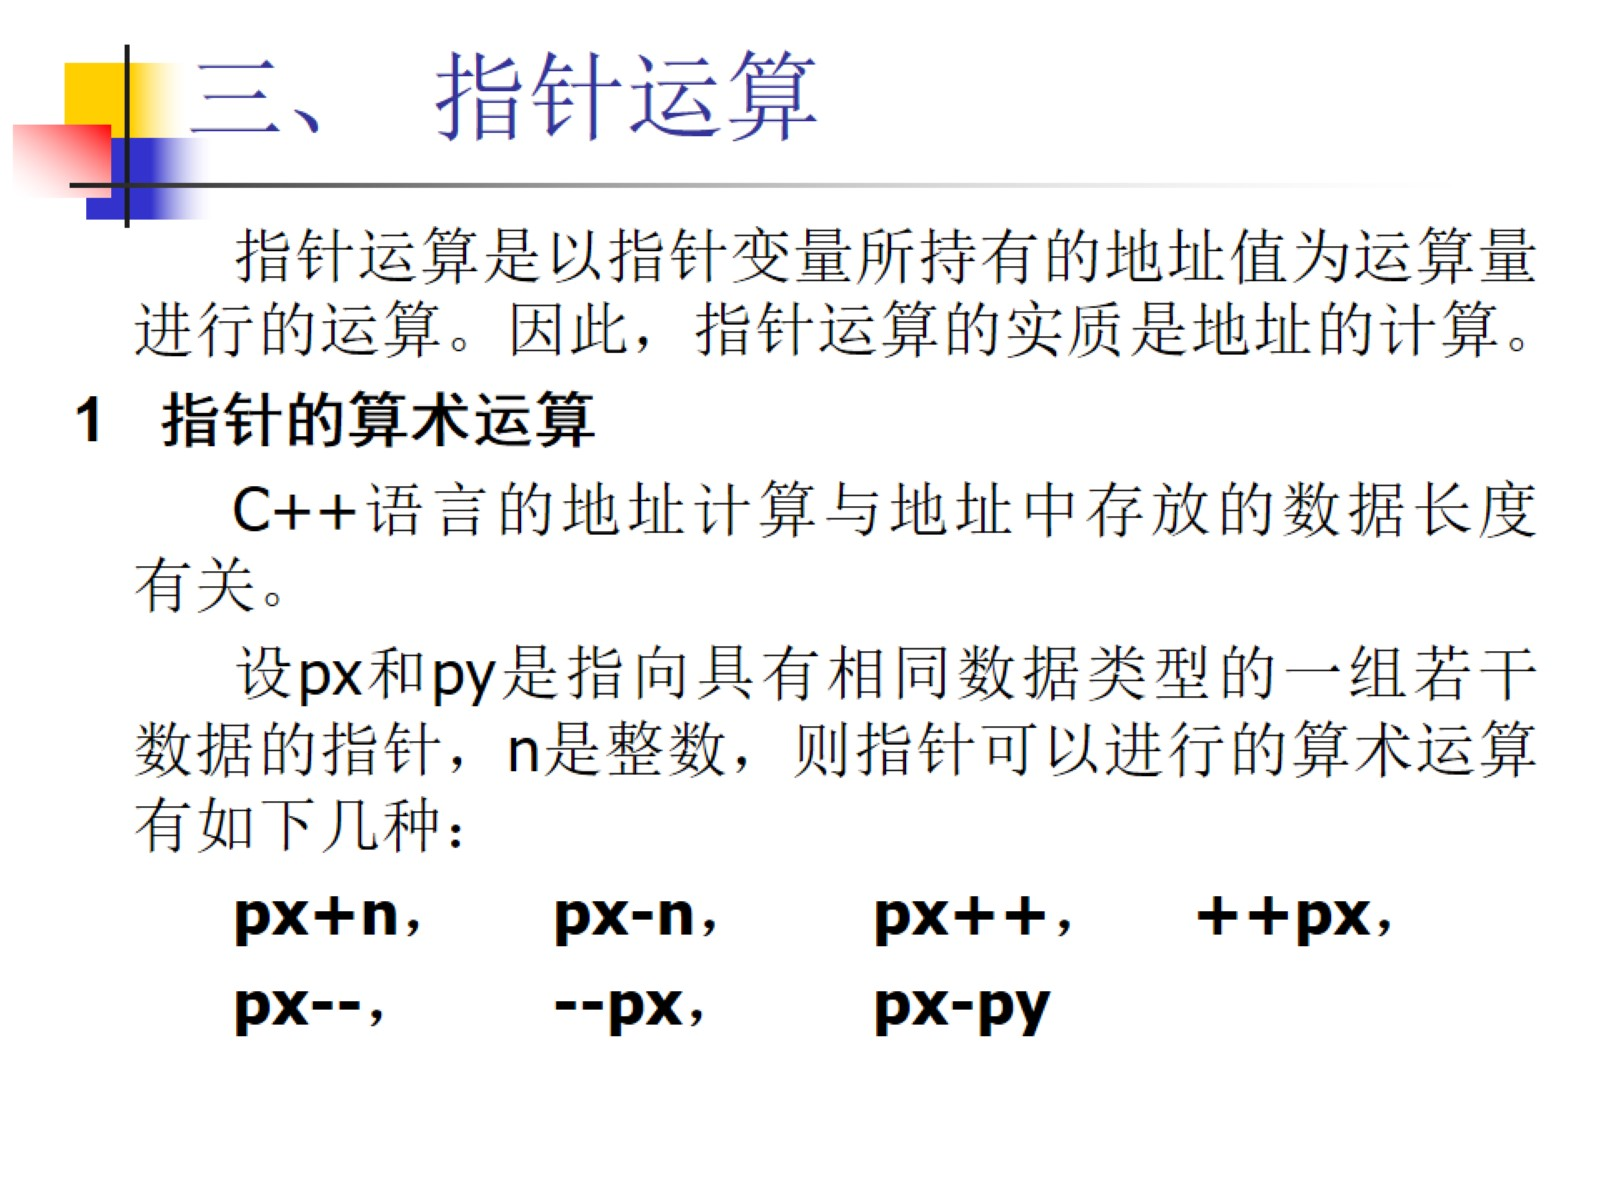 三、 指针运算
指针运算是以指针变量所持有的地址值为运算量
进行的运算。因此，指针运算的实质是地址的计算。
1 指针的算术运算
C++语言的地址计算与地址中存放的数据长度
有关。
设px和py是指向具有相同数据类型的一组若干
数据的指针，n是整数，则指针可以进行的算术运算
有如下几种：
px+n， px-n， px++， ++px，
px--， --px， px-py